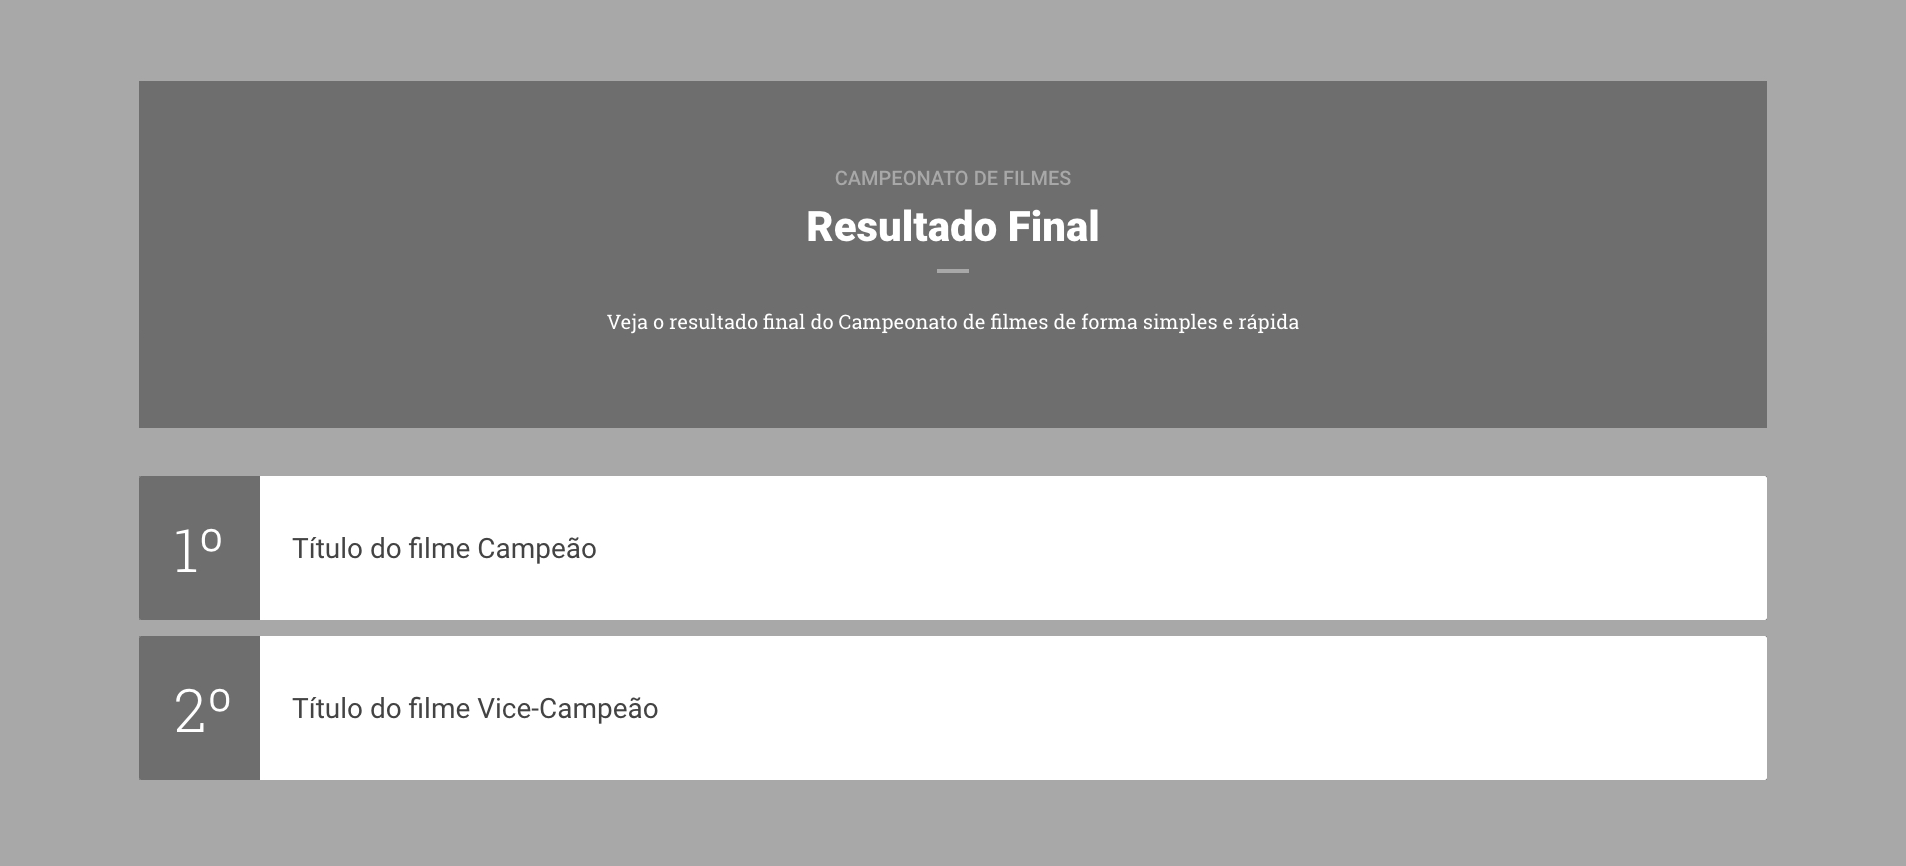 CAMPEONATO DE FILMES
Resultado Final
Veja o resultado final do Campeonato de filmes de forma simples e rápida
1º
Título do filme Campeão
2º
Título do filme Vice-Campeão